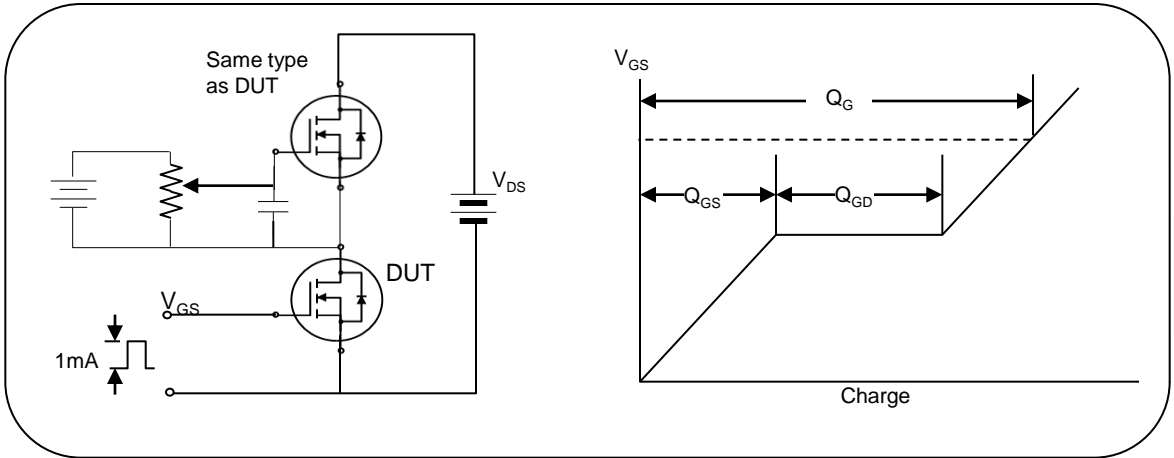 Same type
as DUT
V_DS
DUT
V_GS
1mA
V_GS
Q_G
Q_GS
Q_GD
Charge